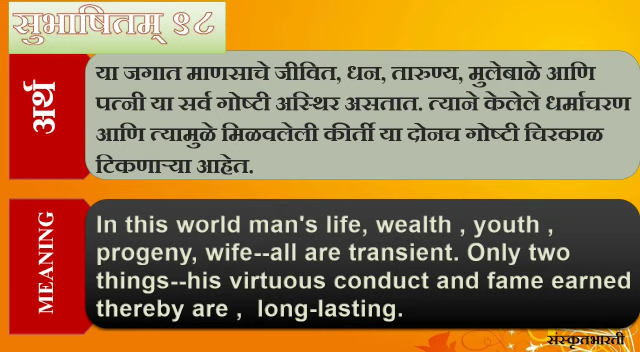 सुभाषितम् ९८
अर्थ
या जगात माणसाचे जीवित, धन, तारुण्य, मुलेबाळे आणि
पत्नी या सर्व गोष्टी अस्थिर असतात. त्याने केलेले धर्माचरण
आणि त्यामुळे मिळवलेली कीर्ती या दोनच गोष्टी चिरकाळ
टिकणाऱ्या आहेत.
MEANING
In this world man's life, wealth , youth ,
progeny, wife--all are transient. Only two
things--his virtuous conduct and fame earned
thereby are ,  long-lasting.
संस्कृतभारती